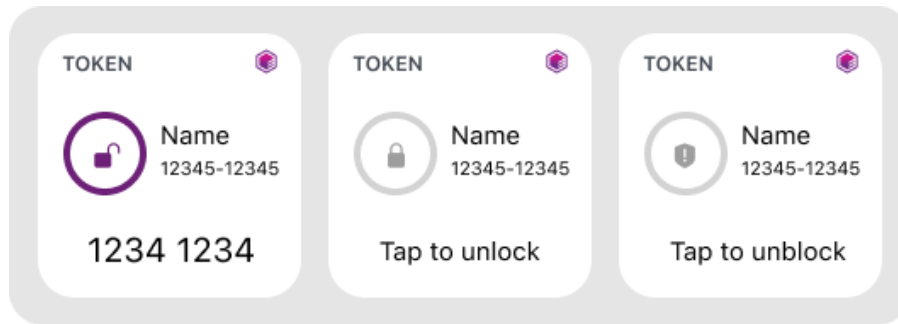 TOKEN
Name
12345-12345
1234 1234
TOKEN
Name
12345-12345
Tap to unlock
TOKEN
Name
12345-12345
Tap to unblock